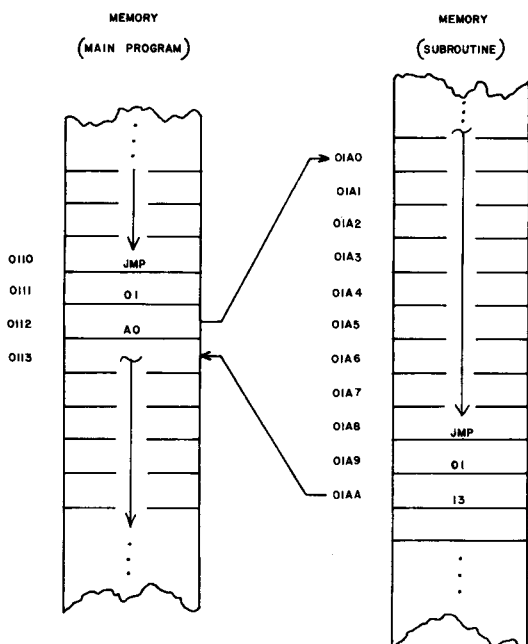 MEMORY
(MAIN PROGRAM)
0110
JMP
0111
01
0112
A0
0113
MEMORY
(SUBROUTINE)
01A0
01A1
01A2
01A3
01A4
01A5
01A6
01A7
01A8
JMP
01A9
01
01AA
13